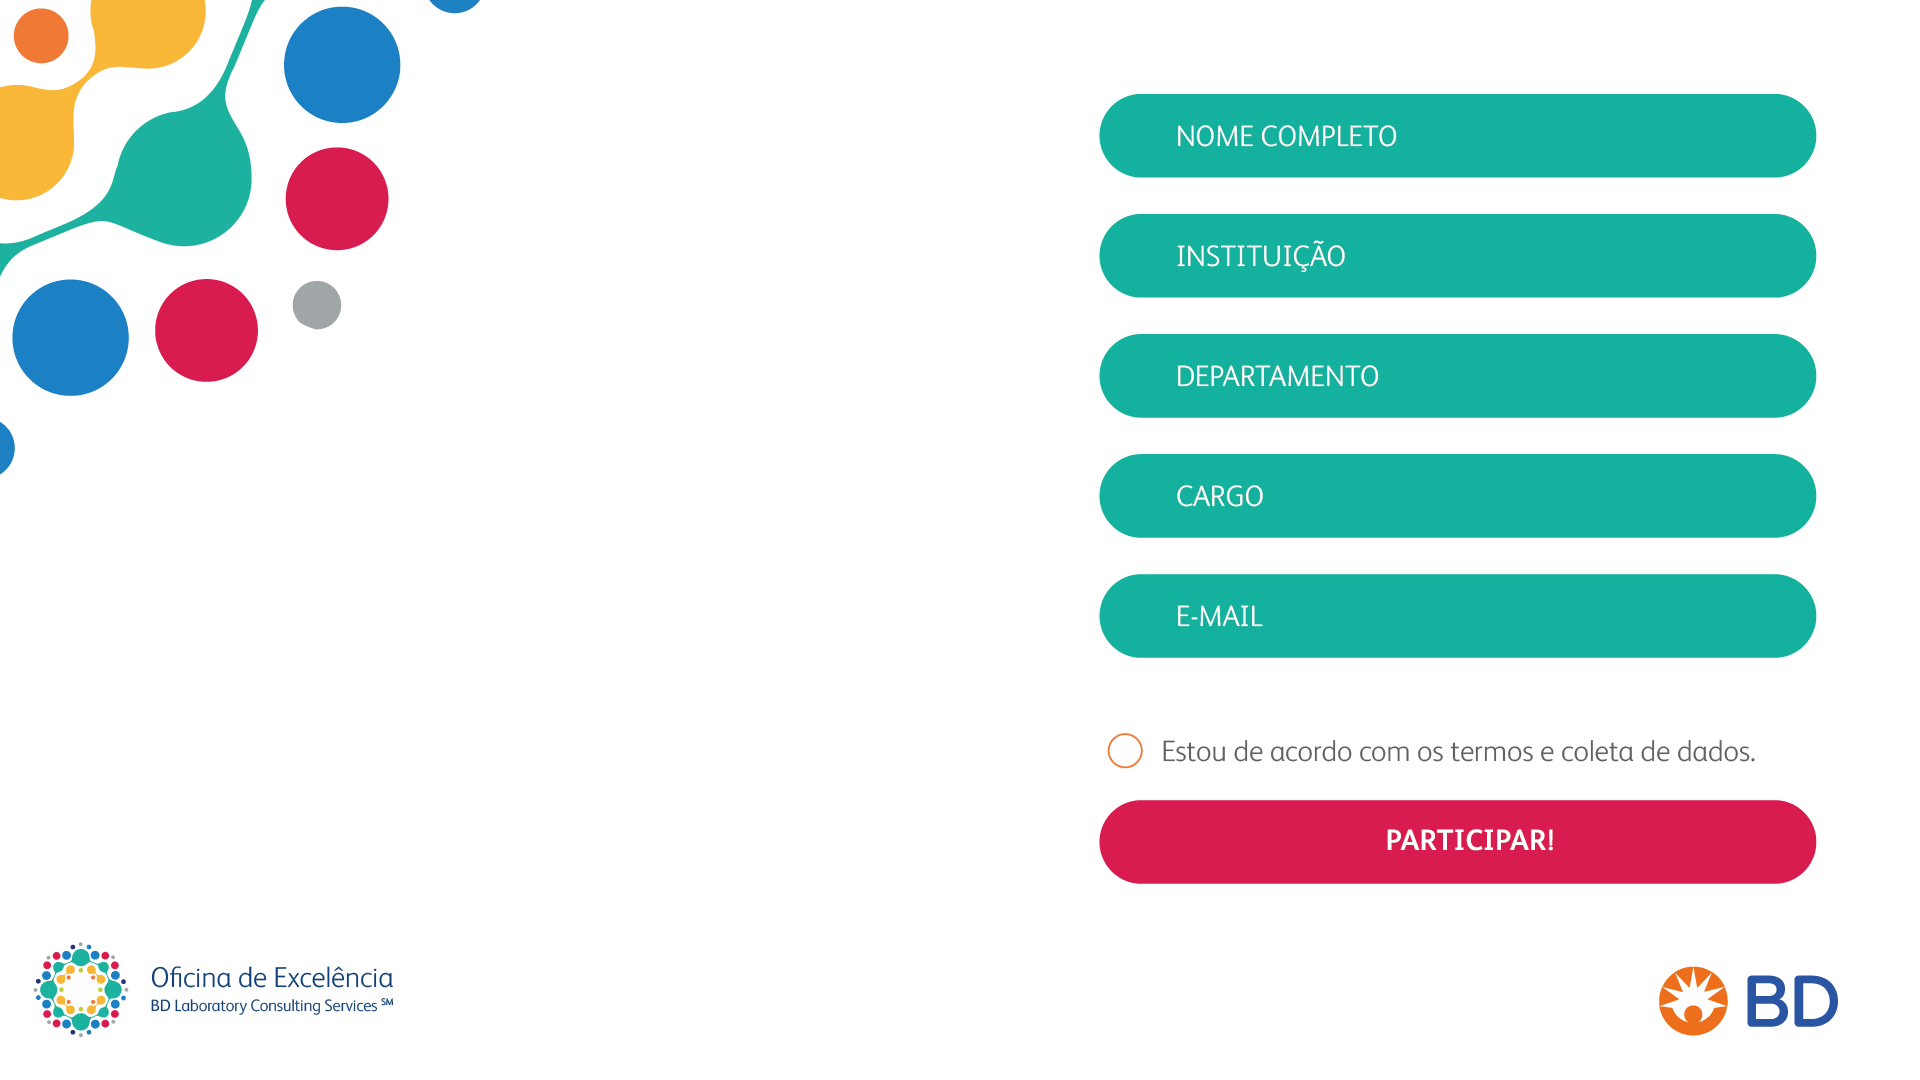 NOME COMPLETO
INSTITUIÇÃO
DEPARTAMENTO
CARGO
E-MAIL
Estou de acordo com os termos e coleta de dados.
PARTICIPAR!
Oficina de Excelência
BD Laboratory Consulting Services ℠
BD